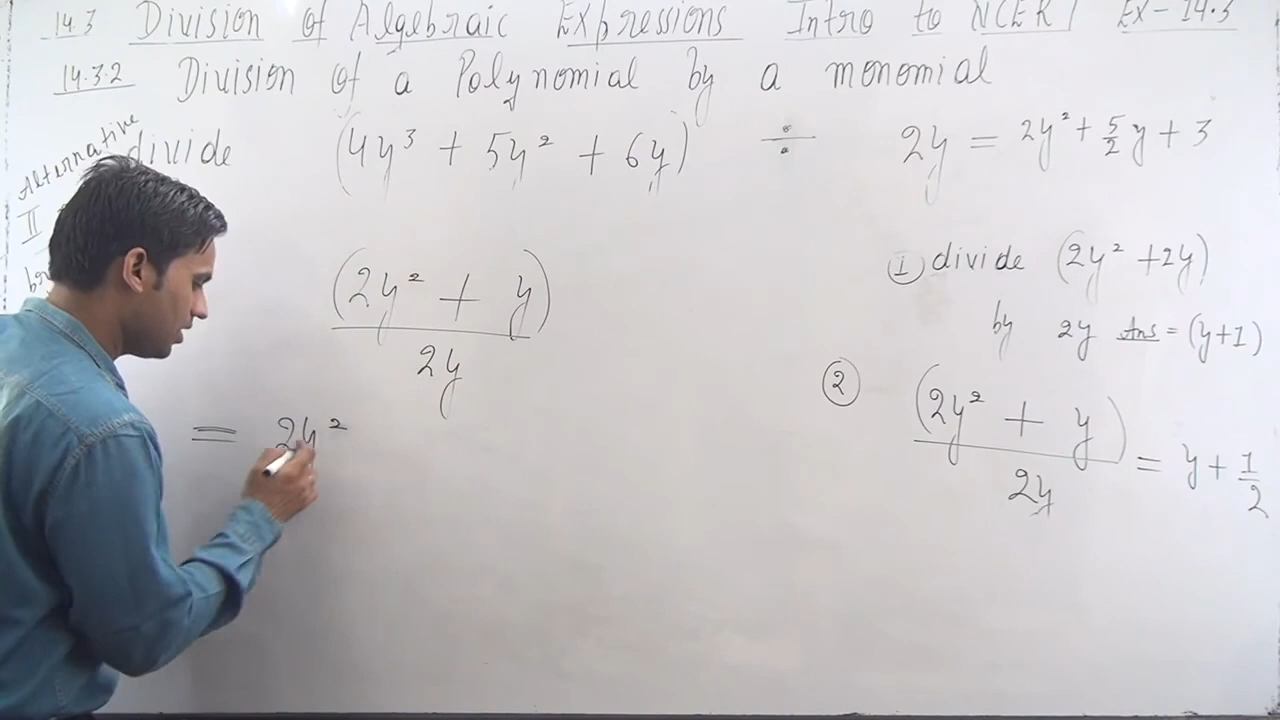 14.3 Division of Algebraic Expressions Intro to NCERT EX-14.3
14.3.2 Division of a Polynomial by a monomial
Alternative
II
divide (4y³ + 5y² + 6y) ÷ 2y = 2y² + 5/2 y + 3
(2y² + y)
2y
= 2y²
① divide (2y² + 2y)
by 2y Ans = (y+1)
② (2y² + y)
2y
= y + 1/2